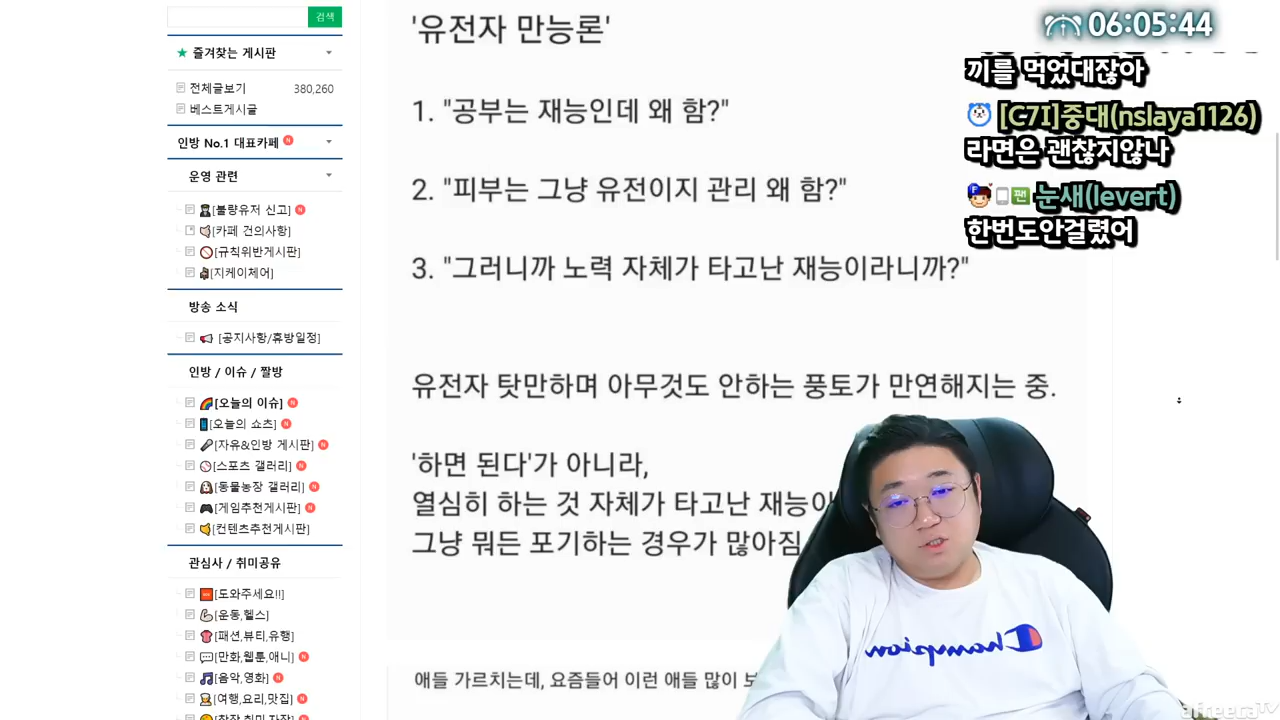 검색
즐겨찾는 게시판
전체글보기 380,260
베스트게시글
인방 No.1 대표카페
운영 관련
[불량유저 신고]
[카페 건의사항]
[규칙위반게시판]
[지케이체어]
방송 소식
[공지사항/휴방일정]
인방 / 이슈 / 짤방
[오늘의 이슈]
[오늘의 쇼츠]
[자유&인방 게시판]
[스포츠 갤러리]
[동물농장 갤러리]
[게임추천게시판]
[컨텐츠추천게시판]
관심사 / 취미공유
[도와주세요!!]
[운동,헬스]
[패션,뷰티,유행]
[만화,웹툰,애니]
[음악,영화]
[여행,요리,맛집]
'유전자 만능론'
1. "공부는 재능인데 왜 함?"
2. "피부는 그냥 유전이지 관리 왜 함?"
3. "그러니까 노력 자체가 타고난 재능이라니까?"
유전자 탓만하며 아무것도 안하는 풍토가 만연해지는 중.
'하면 된다'가 아니라,
열심히 하는 것 자체가 타고난 재능이
그냥 뭐든 포기하는 경우가 많아짐
애들 가르치는데, 요즘들어 이런 애들 많이
06:05:44
끼를 먹었대잖아
[C7I]중대(nslaya1126)
라면은 괜찮지않나
팬 눈새(levert)
한번도안걸렸어
Champion
afreecaTV